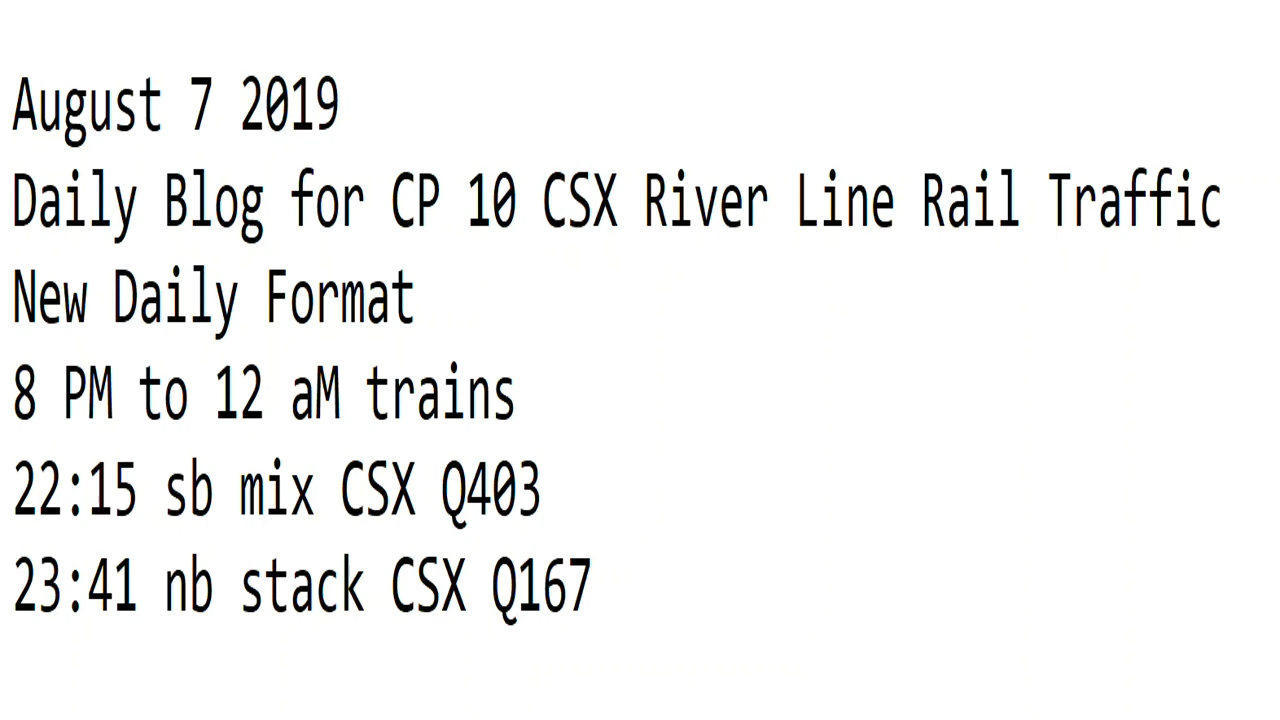 August 7 2019
Daily Blog for CP 10 CSX River Line Rail Traffic
New Daily Format
8 PM to 12 aM trains
22:15 sb mix CSX Q403
23:41 nb stack CSX Q167